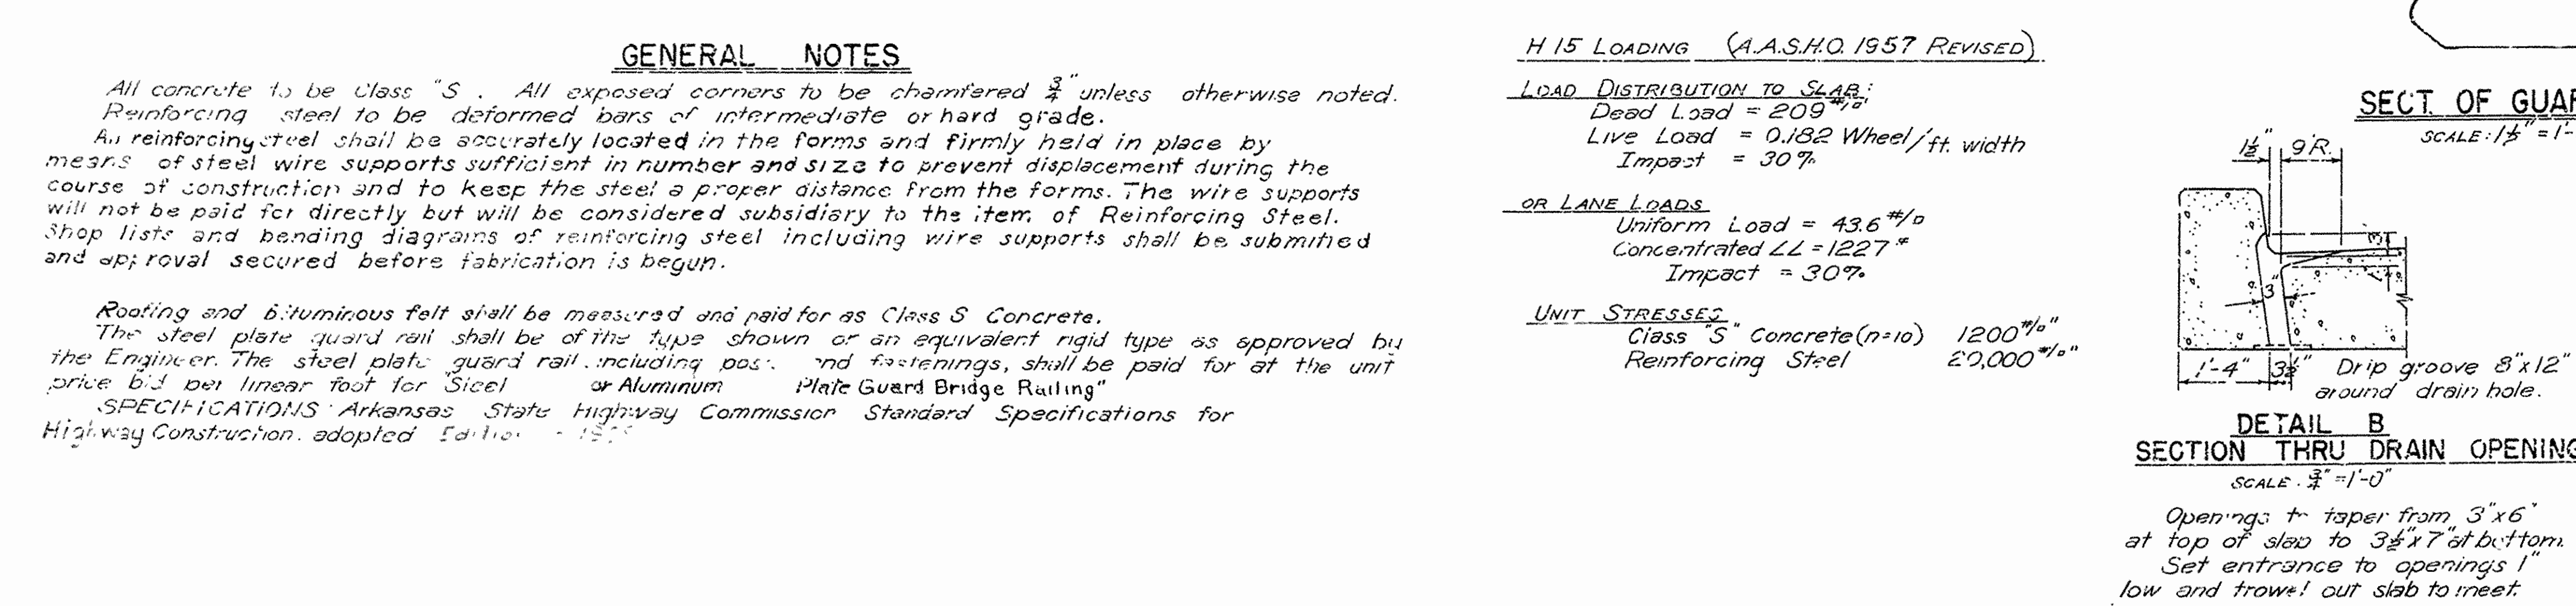 GENERAL NOTES
All concrete to be Class "S". All exposed corners to be chamfered 3/4" unless otherwise noted.
Reinforcing steel to be deformed bars of intermediate or hard grade.
All reinforcing steel shall be accurately located in the forms and firmly held in place by
means of steel wire supports sufficient in number and size to prevent displacement during the
course of construction and to keep the steel a proper distance from the forms. The wire supports
will not be paid for directly but will be considered subsidiary to the item of Reinforcing Steel.
Shop lists and bending diagrams of reinforcing steel including wire supports shall be submitted
and approval secured before fabrication is begun.
Roofing and bituminous felt shall be measured and paid for as Class S Concrete.
The steel plate guard rail shall be of the type shown or an equivalent rigid type as approved by
the Engineer. The steel plate guard rail including and fastenings, shall be paid for at the unit
price bid per linear foot for Steel or Aluminum Plate Guard Bridge Railing"
SPECIFICATIONS Arkansas State Highway Commission Standard Specifications for
Highway Construction. adopted Edition
H 15 LOADING (A.A.S.H.O. 1957 REVISED)
LOAD DISTRIBUTION TO SLAB:
Dead Load = 209 #/□'
Live Load = 0.182 Wheel/ft. width
Impact = 30%
OR LANE LOADS
Uniform Load = 43.6 #/□
Concentrated LL = 1227 #
Impact = 30%
UNIT STRESSES
Class "S" Concrete (n=10) 1200 #/□"
Reinforcing Steel 20,000 #/□"
SECT. OF GUAR
SCALE: 1 1/2" = 1'-
1 1/2" 9"R.
3"
3"
1'-4" 3 1/2" Drip groove 8"x12"
around drain hole.
DETAIL B
SECTION THRU DRAIN OPENING
SCALE. 3/4" = 1'-0"
Openings to taper from 3"x6"
at top of slab to 3 1/2"x7" at bottom.
Set entrance to openings 1"
low and trowel out slab to meet.